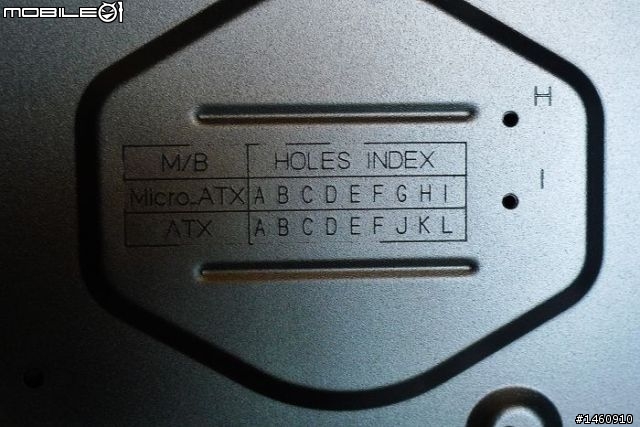 MOBILE01
H
M/B HOLES INDEX
I
Micro-ATX A B C D E F G H I
ATX A B C D E F J K L
#1460910